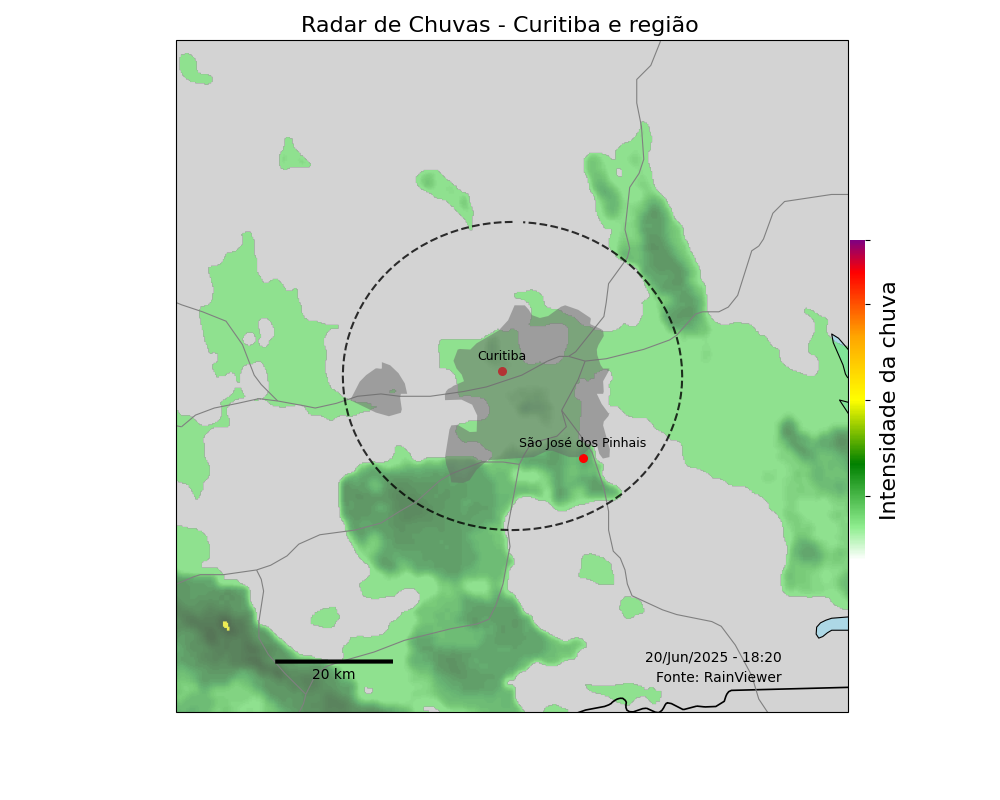 Radar de Chuvas - Curitiba e região
Curitiba
São José dos Pinhais
Intensidade da chuva
20/Jun/2025 - 18:20
20 km
Fonte: RainViewer